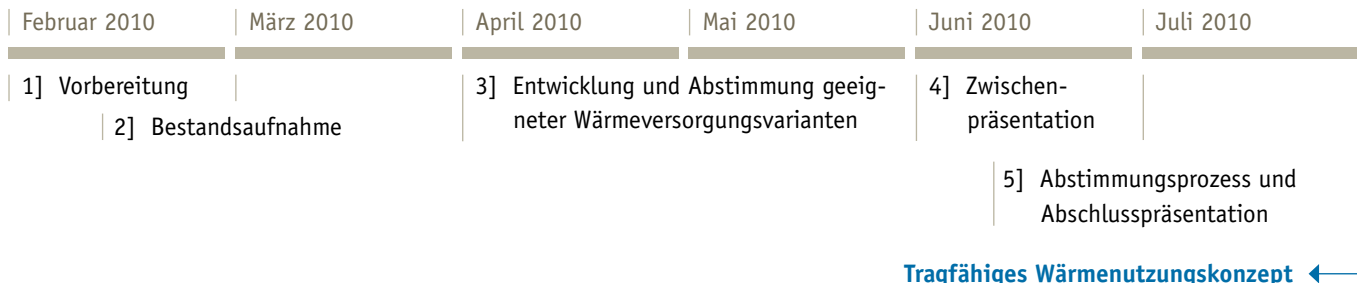 Februar 2010
März 2010
April 2010
Mai 2010
Juni 2010
Juli 2010
1] Vorbereitung
2] Bestandsaufnahme
3] Entwicklung und Abstimmung geeig-
neter Wärmeversorgungsvarianten
4] Zwischen-
präsentation
5] Abstimmungsprozess und
Abschlusspräsentation
Tragfähiges Wärmenutzungskonzept